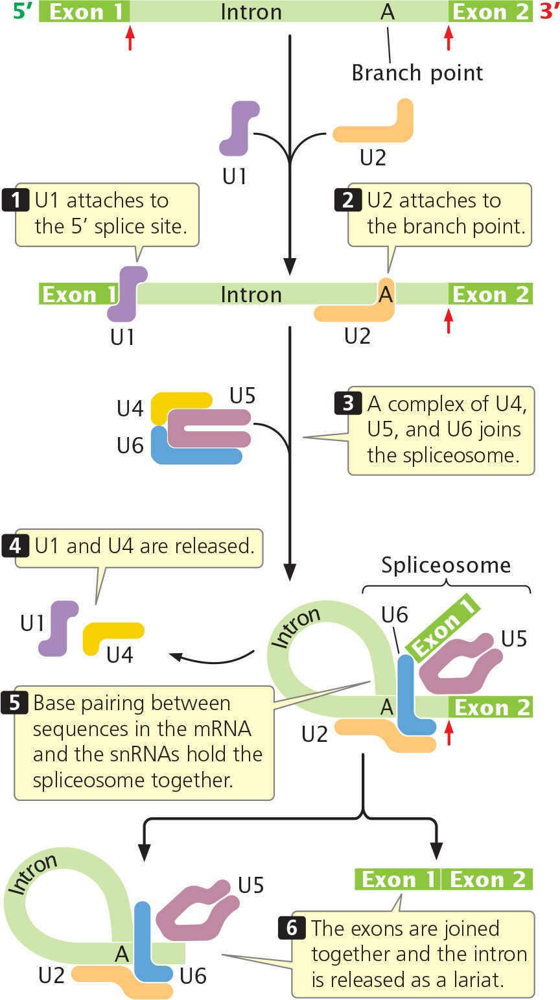 5′ Exon 1 Intron A Exon 2 3′
Branch point
U1
U2
1 U1 attaches to
the 5′ splice site.
2 U2 attaches to
the branch point.
Exon 1 Intron A Exon 2
U1
U2
U4
U5
U6
3 A complex of U4,
U5, and U6 joins
the spliceosome.
4 U1 and U4 are released.
Spliceosome
U1
U4
Intron
U6
Exon 1
U5
A
Exon 2
U2
5 Base pairing between
sequences in the mRNA
and the snRNAs hold the
spliceosome together.
Intron
U5
A
U2
U6
Exon 1 Exon 2
6 The exons are joined
together and the intron
is released as a lariat.